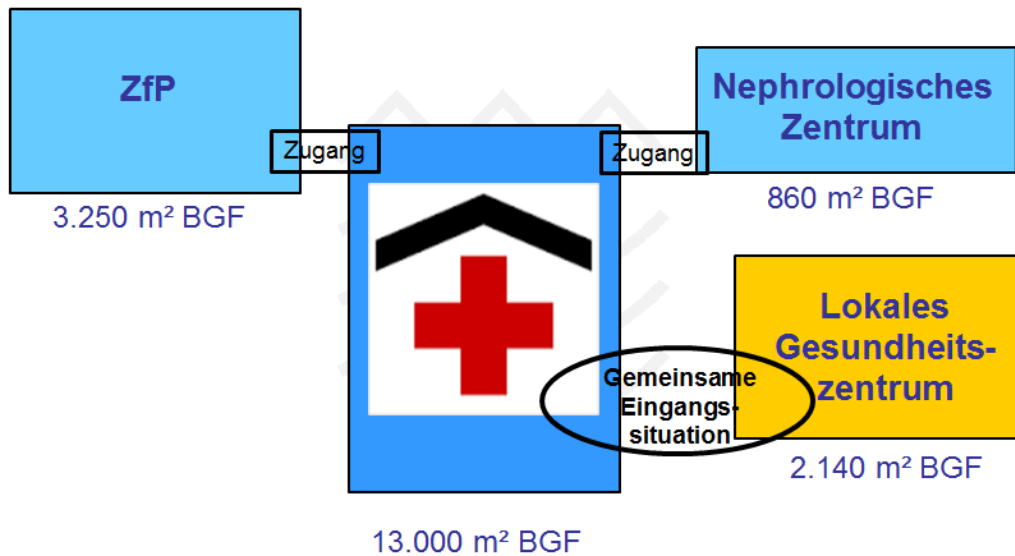 ZfP
Zugang
3.250 m² BGF
Nephrologisches
Zentrum
Zugang
860 m² BGF
Lokales
Gesundheits-
zentrum
Gemeinsame
Eingangs-
situation
2.140 m² BGF
13.000 m² BGF